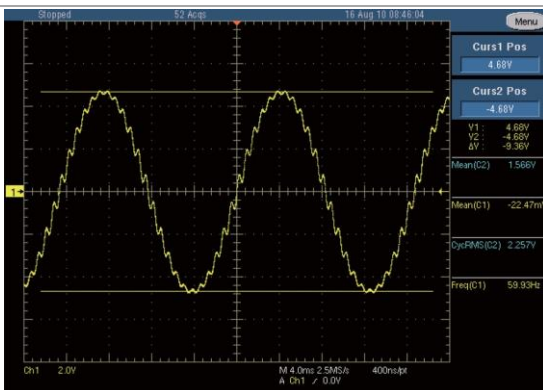 Stopped 52 Acqs 16 Aug 10 08:46:04
Menu
Curs1 Pos
4.68V
Curs2 Pos
-4.68V
V1 : 4.68V
V2 : -4.68V
ΔV : -9.36V
Mean(C2) 1.566V
1
Mean(C1) -22.47m
CycRMS(C2) 2.257V
Freq(C1) 59.93Hz
Ch1 2.0V M 4.0ms 2.5MS/s 400ns/pt
A Ch1 / 0.0V